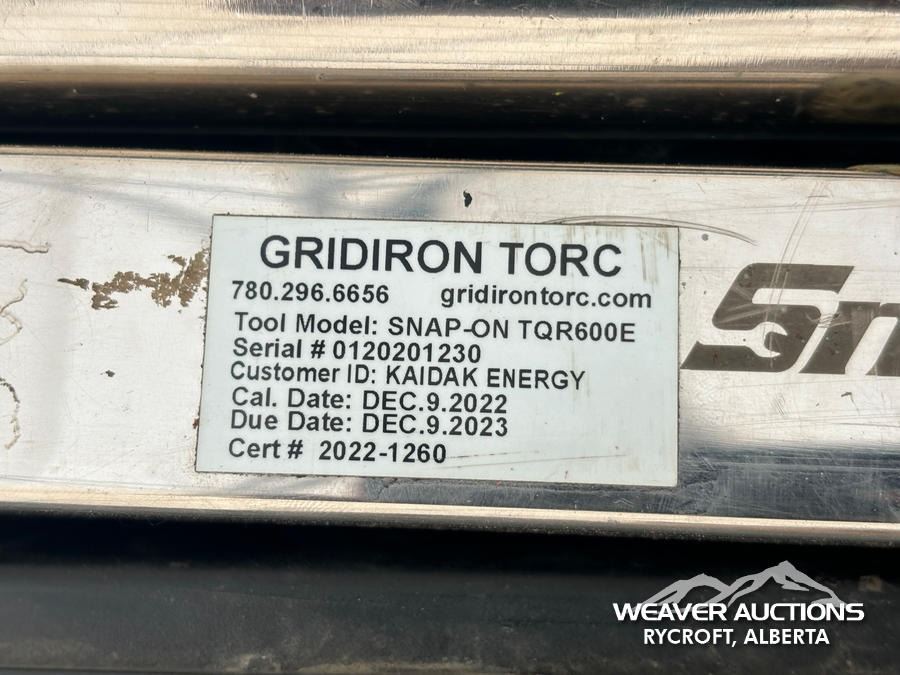 GRIDIRON TORC
780.296.6656 gridirontorc.com
Tool Model: SNAP-ON TQR600E
Serial # 0120201230
Customer ID: KAIDAK ENERGY
Cal. Date: DEC.9.2022
Due Date: DEC.9.2023
Cert # 2022-1260
Sn
WEAVER AUCTIONS
RYCROFT, ALBERTA